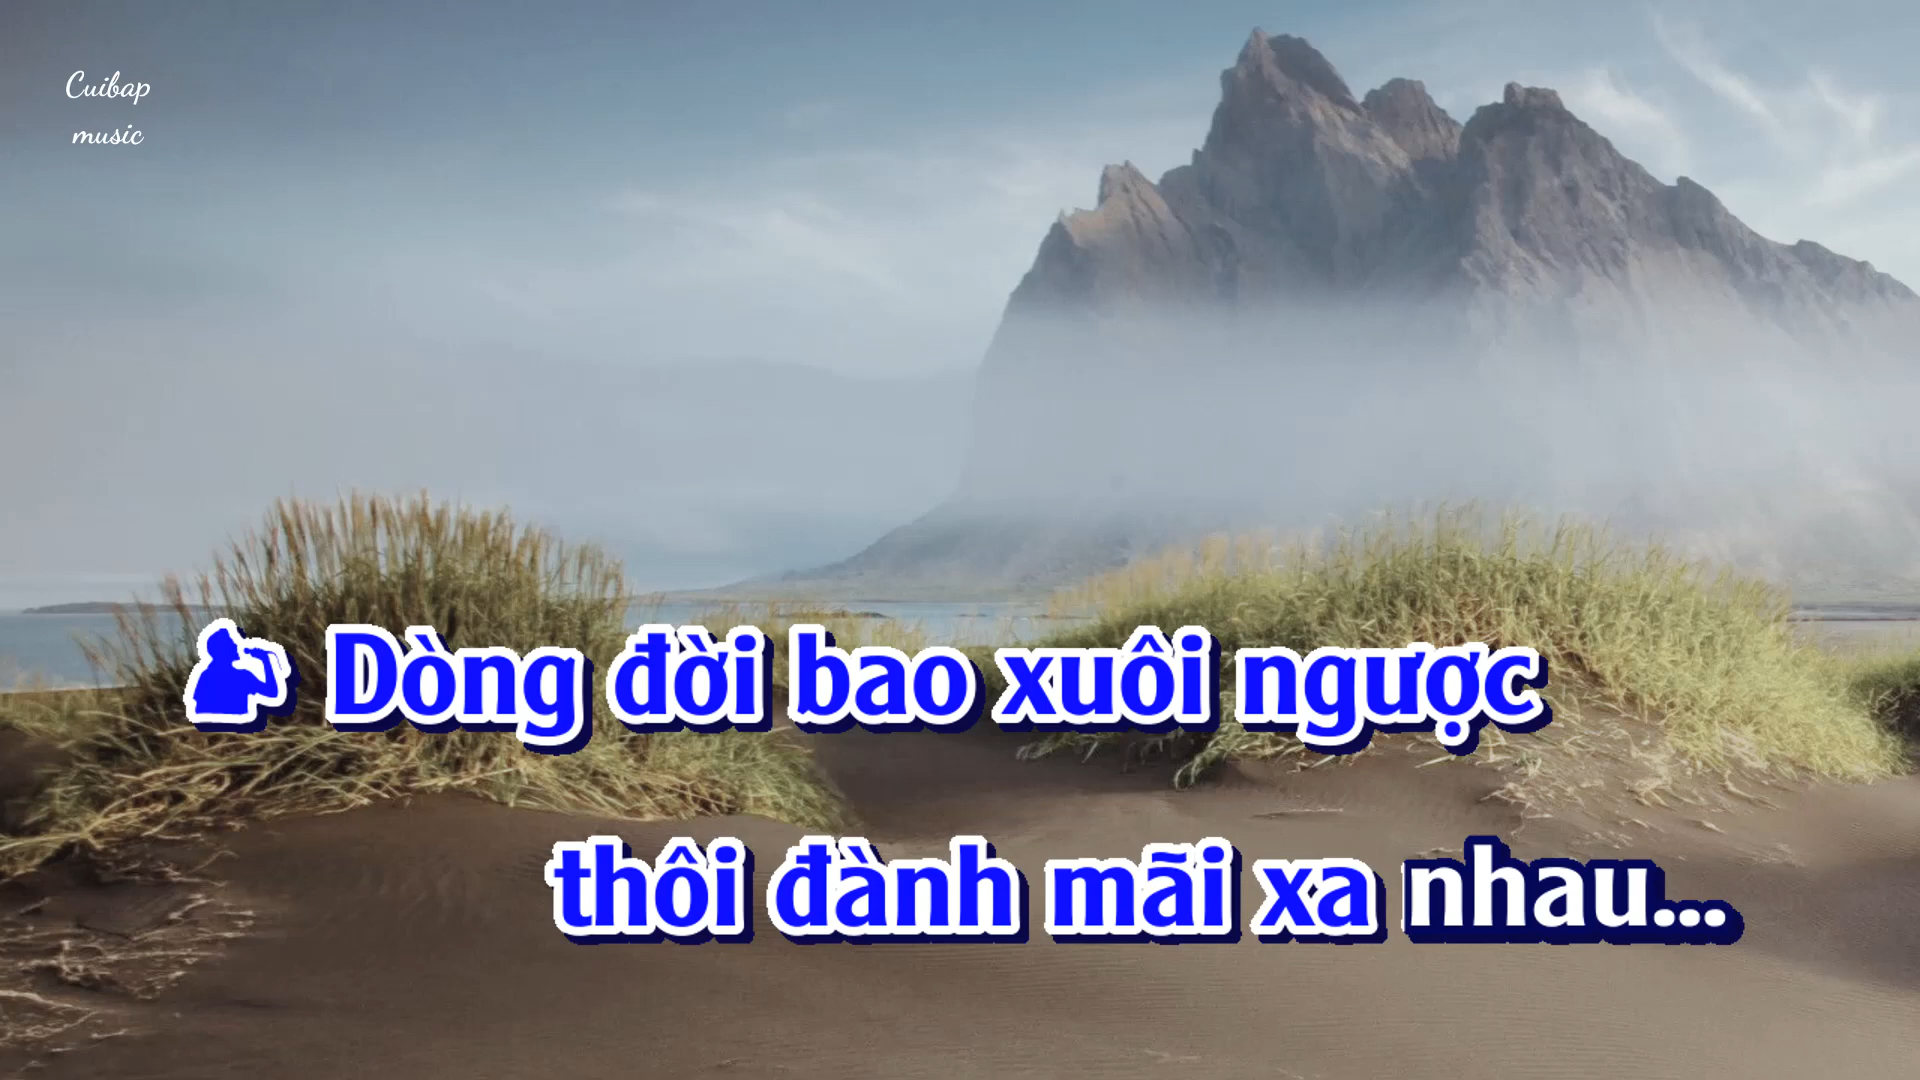 Cuibap
music
Dòng đời bao xuôi ngược
thôi đành mãi xa nhau...